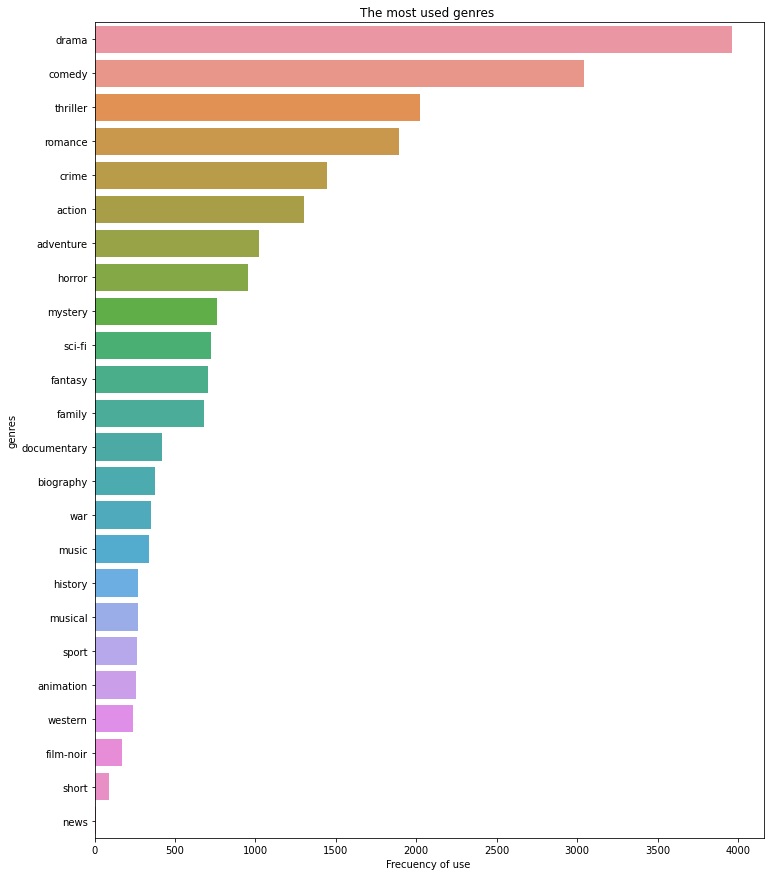 The most used genres
drama
comedy
thriller
romance
crime
action
adventure
horror
mystery
sci-fi
fantasy
family
genres
documentary
biography
war
music
history
musical
sport
animation
western
film-noir
short
news
0 500 1000 1500 2000 2500 3000 3500 4000
Frecuency of use